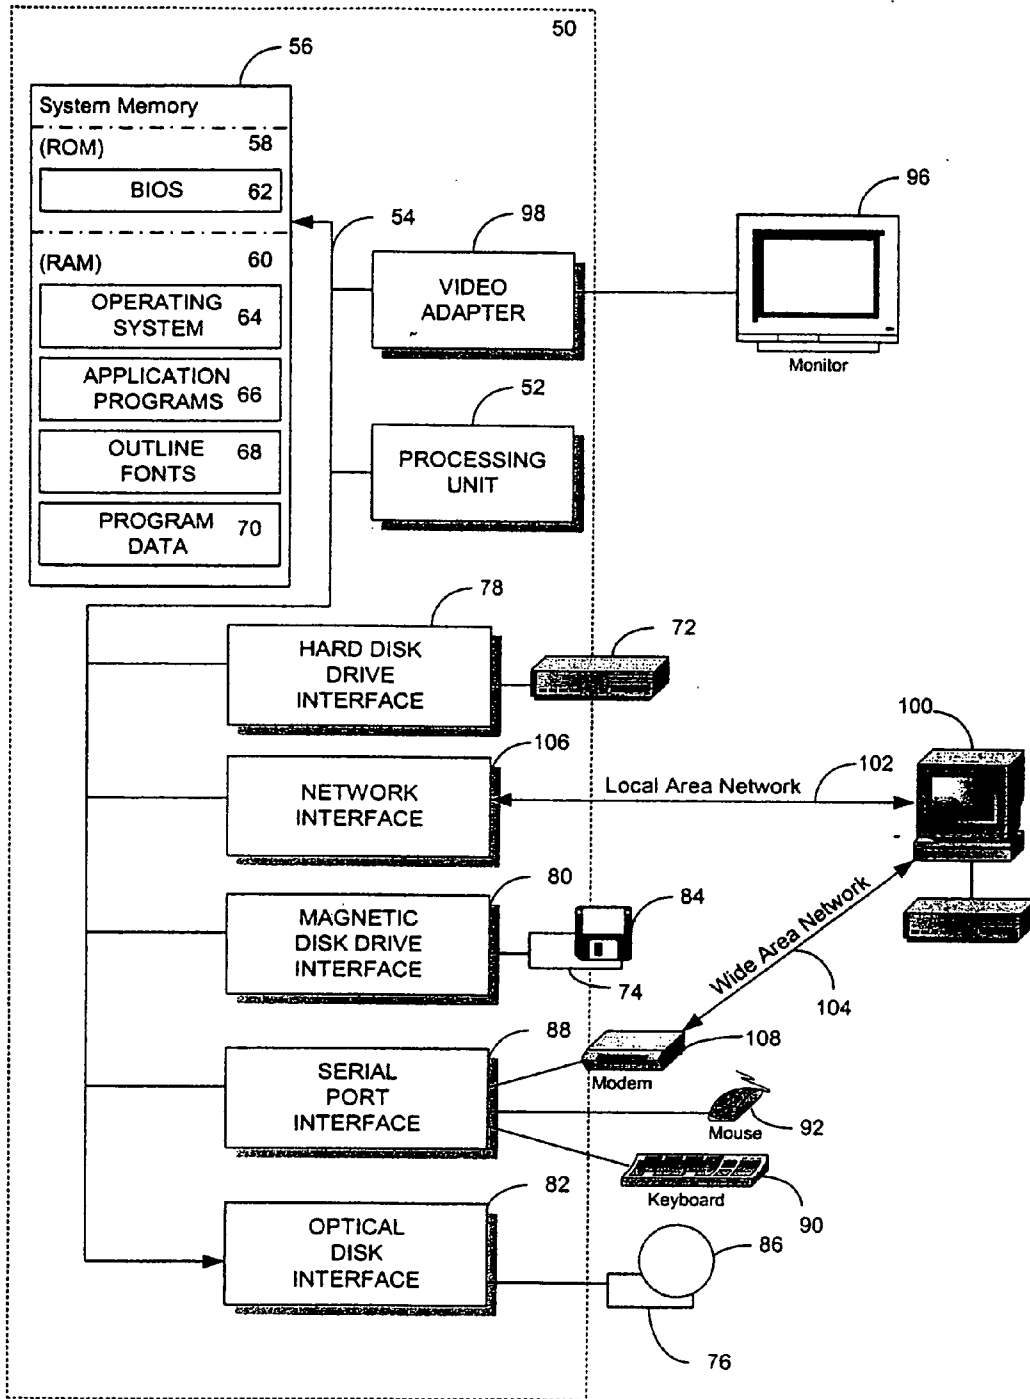 50
56
System Memory
(ROM)
58
BIOS
62
54
98
96
(RAM)
60
OPERATING
SYSTEM
64
VIDEO
ADAPTER
Monitor
APPLICATION
PROGRAMS
66
52
OUTLINE
FONTS
68
PROCESSING
UNIT
PROGRAM
DATA
70
78
72
HARD DISK
DRIVE
INTERFACE
100
106
102
Local Area Network
NETWORK
INTERFACE
80
84
MAGNETIC
DISK DRIVE
INTERFACE
74
Wide Area Network
104
88
108
SERIAL
PORT
INTERFACE
Modem
Mouse
92
Keyboard
90
82
OPTICAL
DISK
INTERFACE
86
76